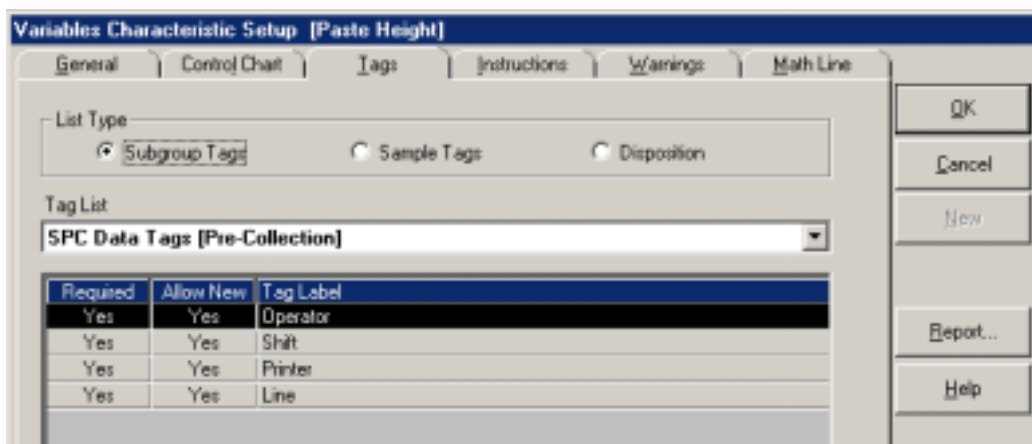 Variables Characteristic Setup [Paste Height]
General Control Chart Tags Instructions Warnings Math Line
List Type
Subgroup Tags Sample Tags Disposition
Tag List
SPC Data Tags [Pre-Collection]
Required Allow New Tag Label
Yes Yes Operator
Yes Yes Shift
Yes Yes Printer
Yes Yes Line
OK
Cancel
New
Report...
Help